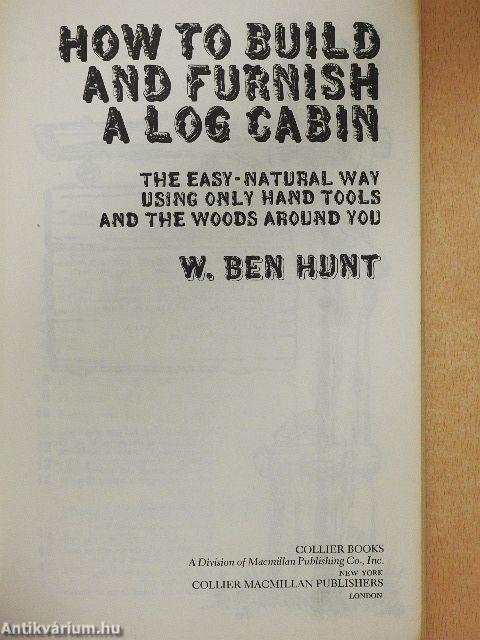 HOW TO BUILD
AND FURNISH
A LOG CABIN
THE EASY-NATURAL WAY
USING ONLY HAND TOOLS
AND THE WOODS AROUND YOU
W. BEN HUNT
COLLIER BOOKS
A Division of Macmillan Publishing Co., Inc.
NEW YORK
COLLIER MACMILLAN PUBLISHERS
LONDON
Antikvárium.hu